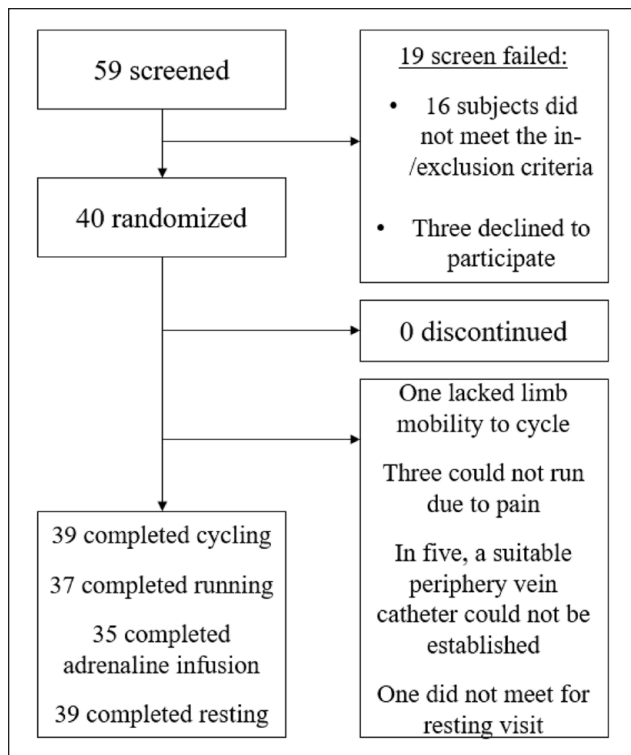 59 screened
19 screen failed:
• 16 subjects did
not meet the in-
/exclusion criteria
• Three declined to
participate
40 randomized
0 discontinued
One lacked limb
mobility to cycle
Three could not run
due to pain
In five, a suitable
periphery vein
catheter could not be
established
One did not meet for
resting visit
39 completed cycling
37 completed running
35 completed
adrenaline infusion
39 completed resting